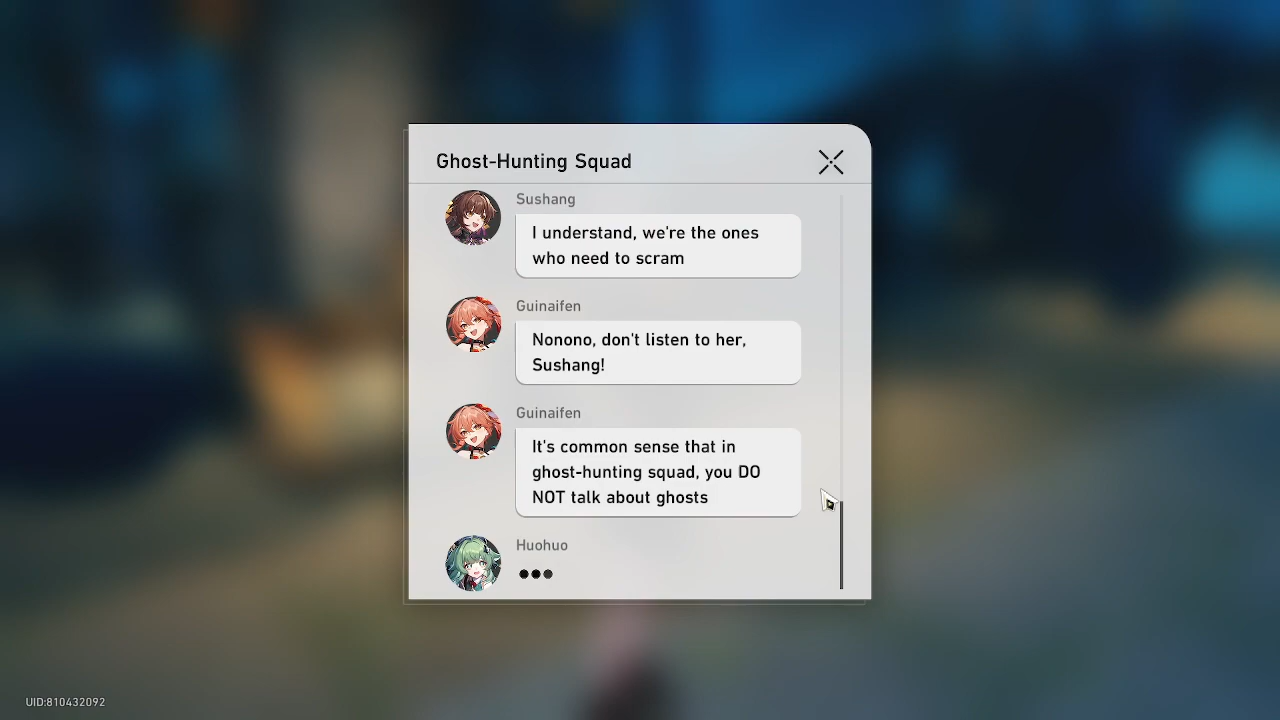 Ghost-Hunting Squad
Sushang
I understand, we're the ones
who need to scram
Guinaifen
Nonono, don't listen to her,
Sushang!
Guinaifen
It's common sense that in
ghost-hunting squad, you DO
NOT talk about ghosts
Huohuo
UID:810432092